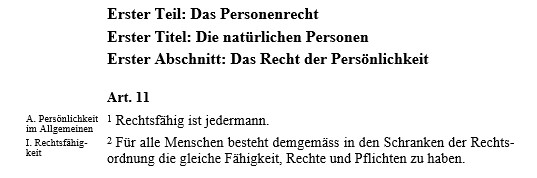 Erster Teil: Das Personenrecht
Erster Titel: Die natürlichen Personen
Erster Abschnitt: Das Recht der Persönlichkeit
Art. 11
A. Persönlichkeit
im Allgemeinen
I. Rechtsfähig-
keit
1 Rechtsfähig ist jedermann.
2 Für alle Menschen besteht demgemäss in den Schranken der Rechts-
ordnung die gleiche Fähigkeit, Rechte und Pflichten zu haben.